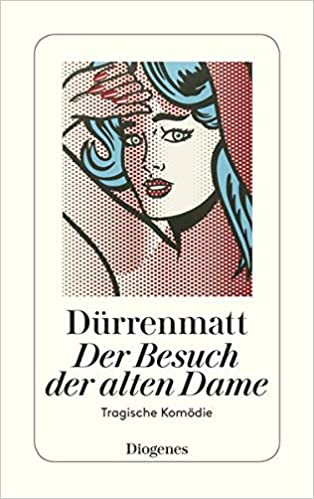 Dürrenmatt
Der Besuch
der alten Dame
Tragische Komödie
Diogenes